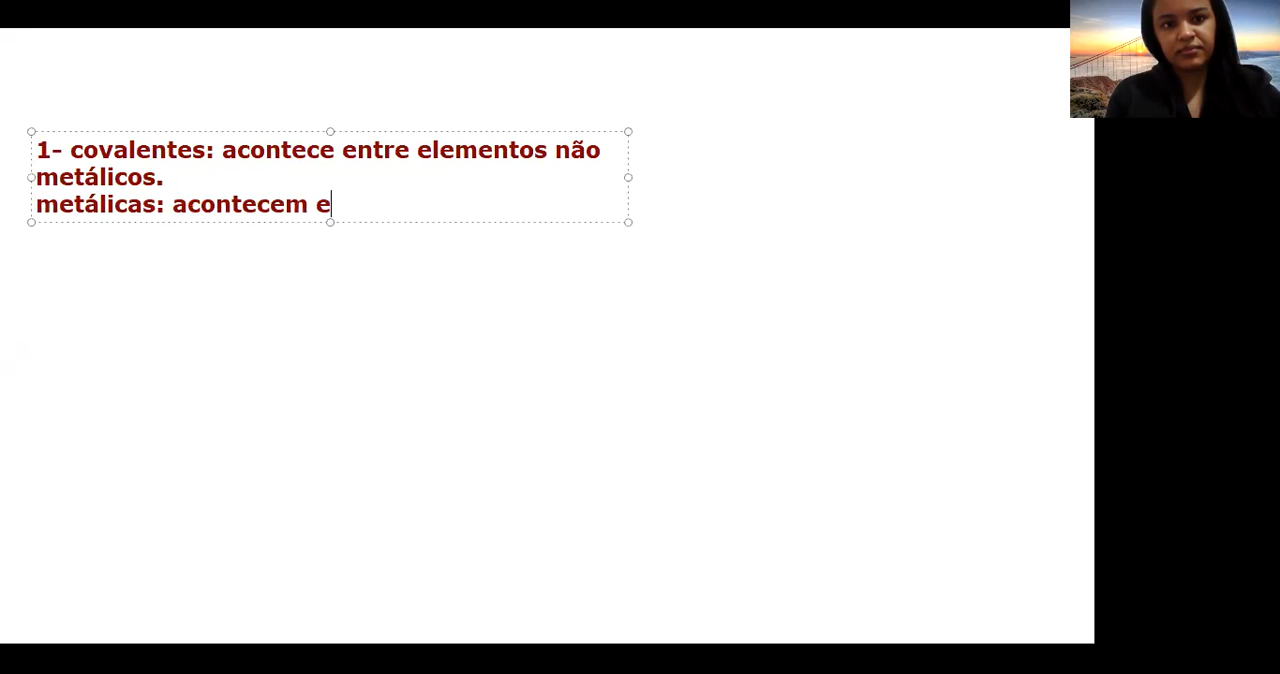 1- covalentes: acontece entre elementos não
metálicos.
metálicas: acontecem e